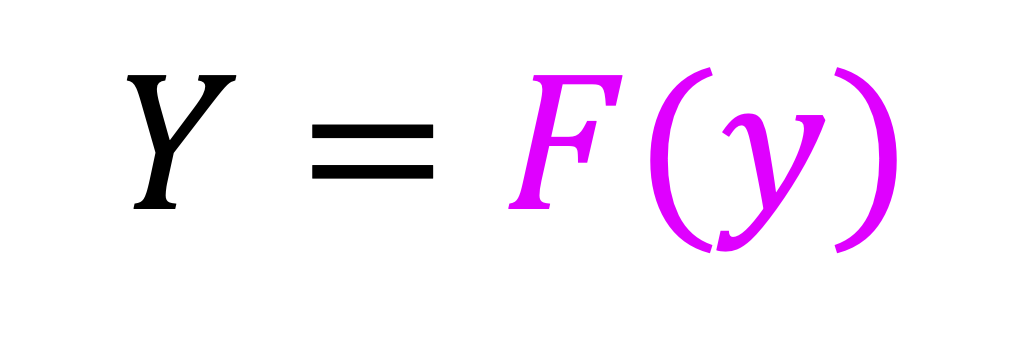 Y = F(y)